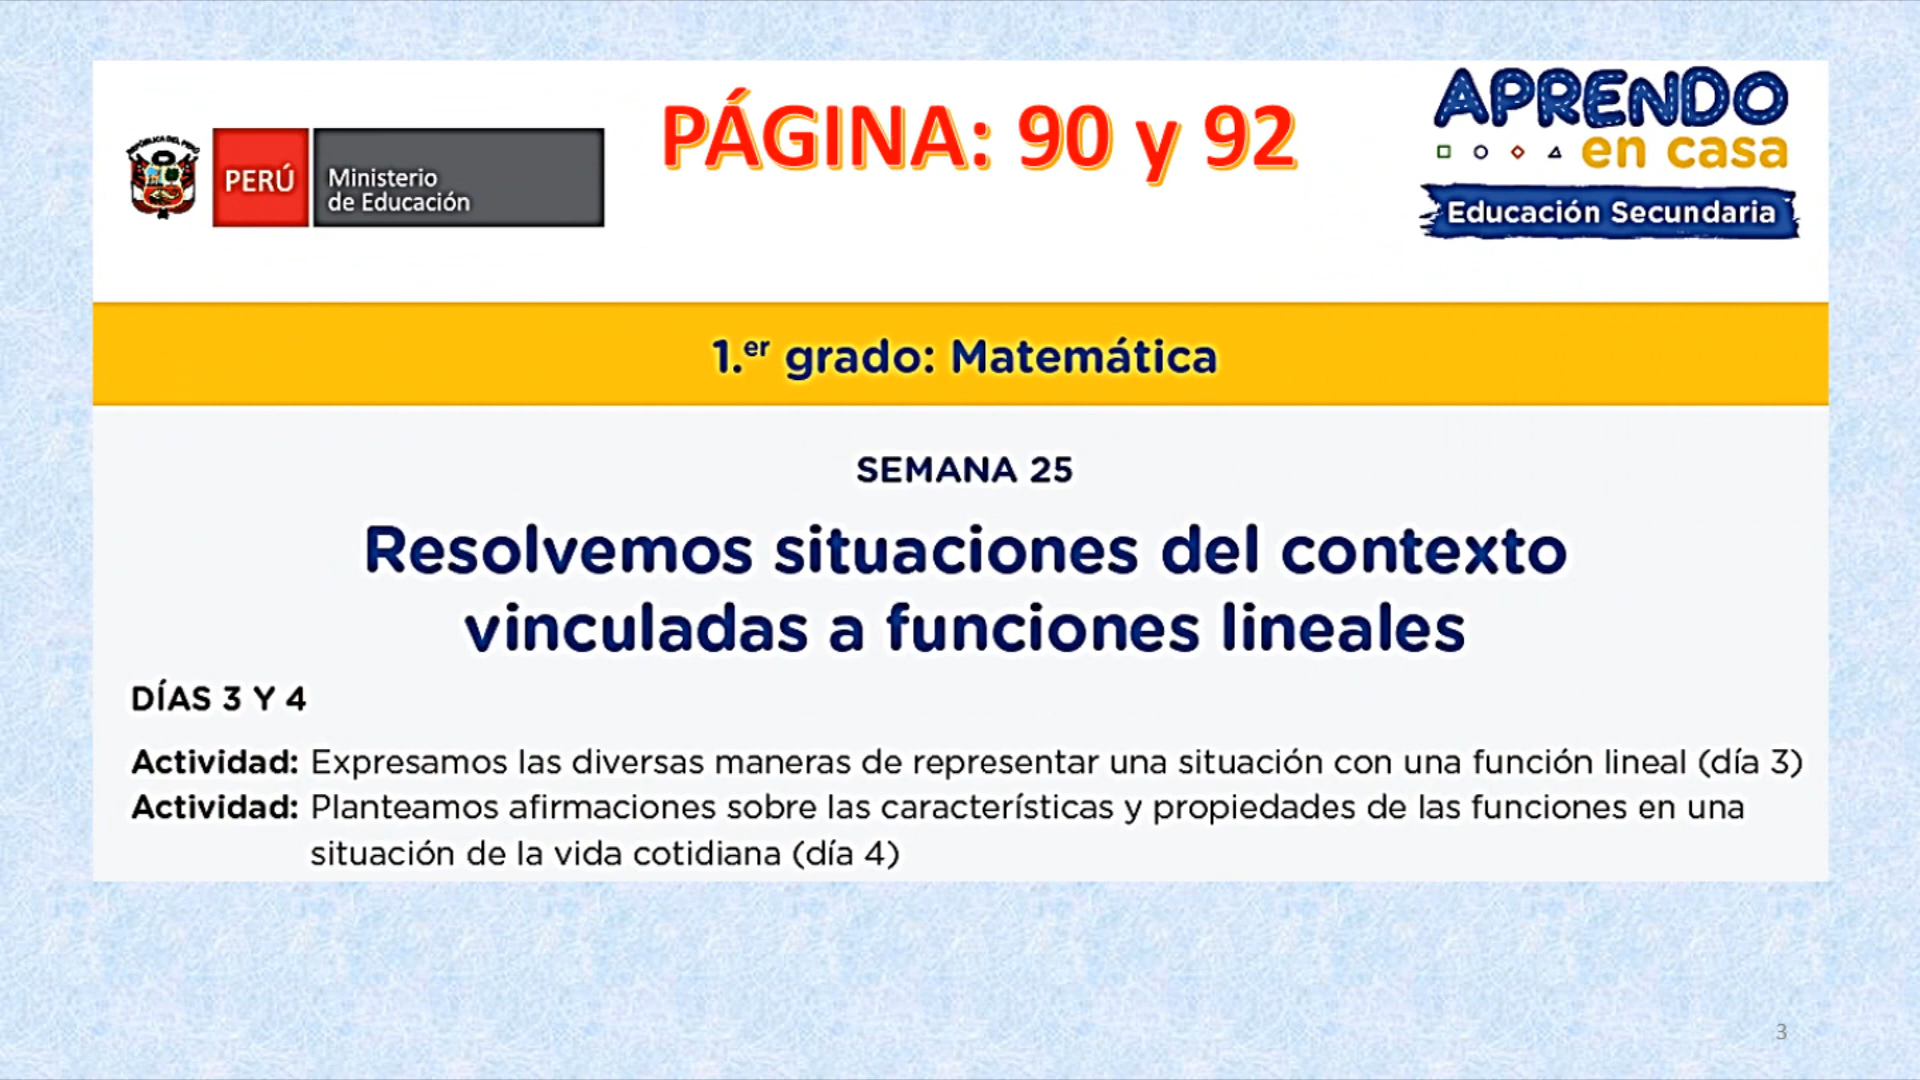 PÁGINA: 90 y 92
REPÚBLICA DEL PERÚ
PERÚ
Ministerio
de Educación
APRENDO
en casa
Educación Secundaria
1.er grado: Matemática
SEMANA 25
Resolvemos situaciones del contexto
vinculadas a funciones lineales
DÍAS 3 Y 4
Actividad: Expresamos las diversas maneras de representar una situación con una función lineal (día 3)
Actividad: Planteamos afirmaciones sobre las características y propiedades de las funciones en una
situación de la vida cotidiana (día 4)
3